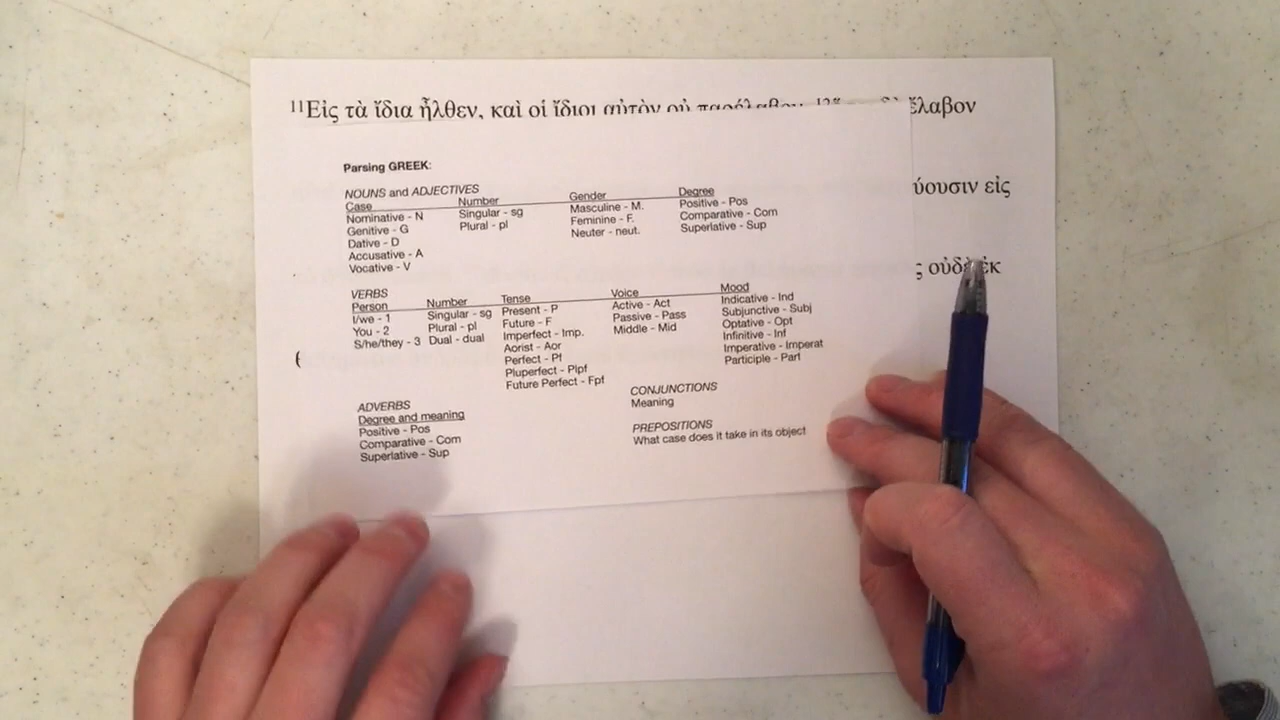 ¹¹Εἰς τὰ ἴδια ἦλθεν, καὶ οἱ ἴδιοι αὐτὸν οὐ ἔλαβον
Parsing GREEK:
NOUNS and ADJECTIVES
Case Number Gender Degree
Nominative - N Singular - sg Masculine - M. Positive - Pos
Genitive - G Plural - pl Feminine - F. Comparative - Com
Dative - D Neuter - neut. Superlative - Sup
Accusative - A
Vocative - V
ύουσιν εἰς
ς οὐδὲ ἐκ
VERBS
Person Number Tense Voice Mood
I/we - 1 Singular - sg Present - P Active - Act Indicative - Ind
You - 2 Plural - pl Future - F Passive - Pass Subjunctive - Subj
S/he/they - 3 Dual - dual Imperfect - Imp. Middle - Mid Optative - Opt
Aorist - Aor Infinitive - Inf
Perfect - Pf Imperative - Imperat
Pluperfect - Plpf Participle - Part
Future Perfect - Fpf
ADVERBS
Degree and meaning
Positive - Pos
Comparative - Com
Superlative - Sup
CONJUNCTIONS
Meaning
PREPOSITIONS
What case does it take in its object